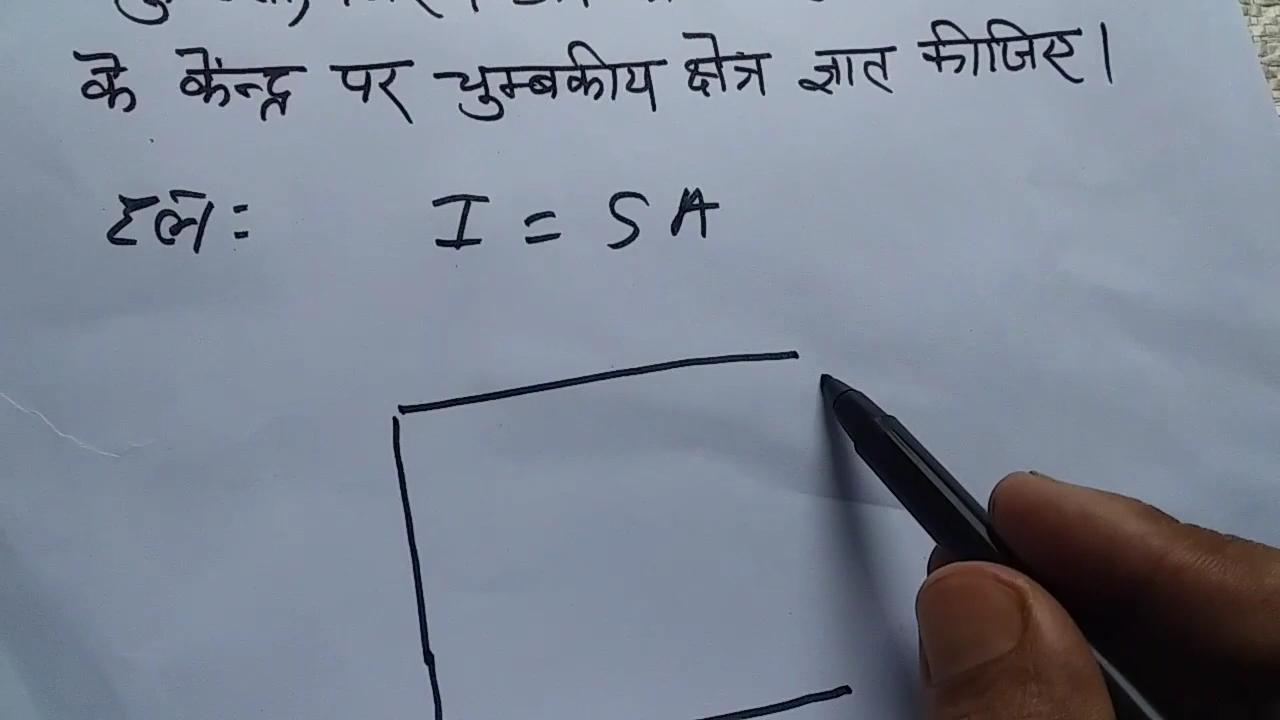 के केन्द्र पर चुम्बकीय क्षेत्र ज्ञात कीजिए।
हल: I = 5 A